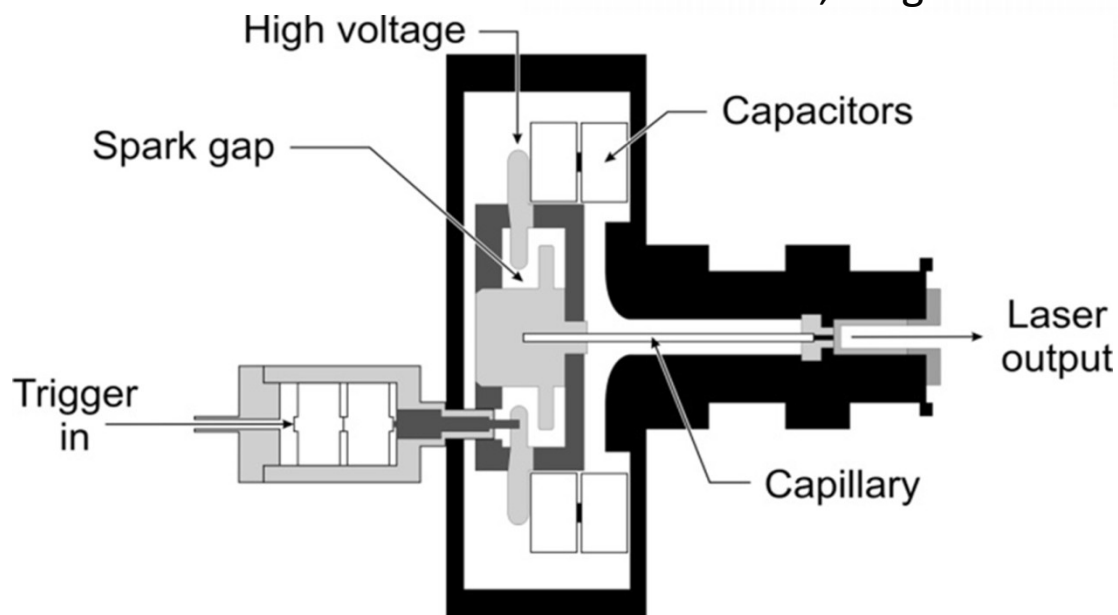 High voltage
Capacitors
Spark gap
Laser
output
Trigger
in
Capillary